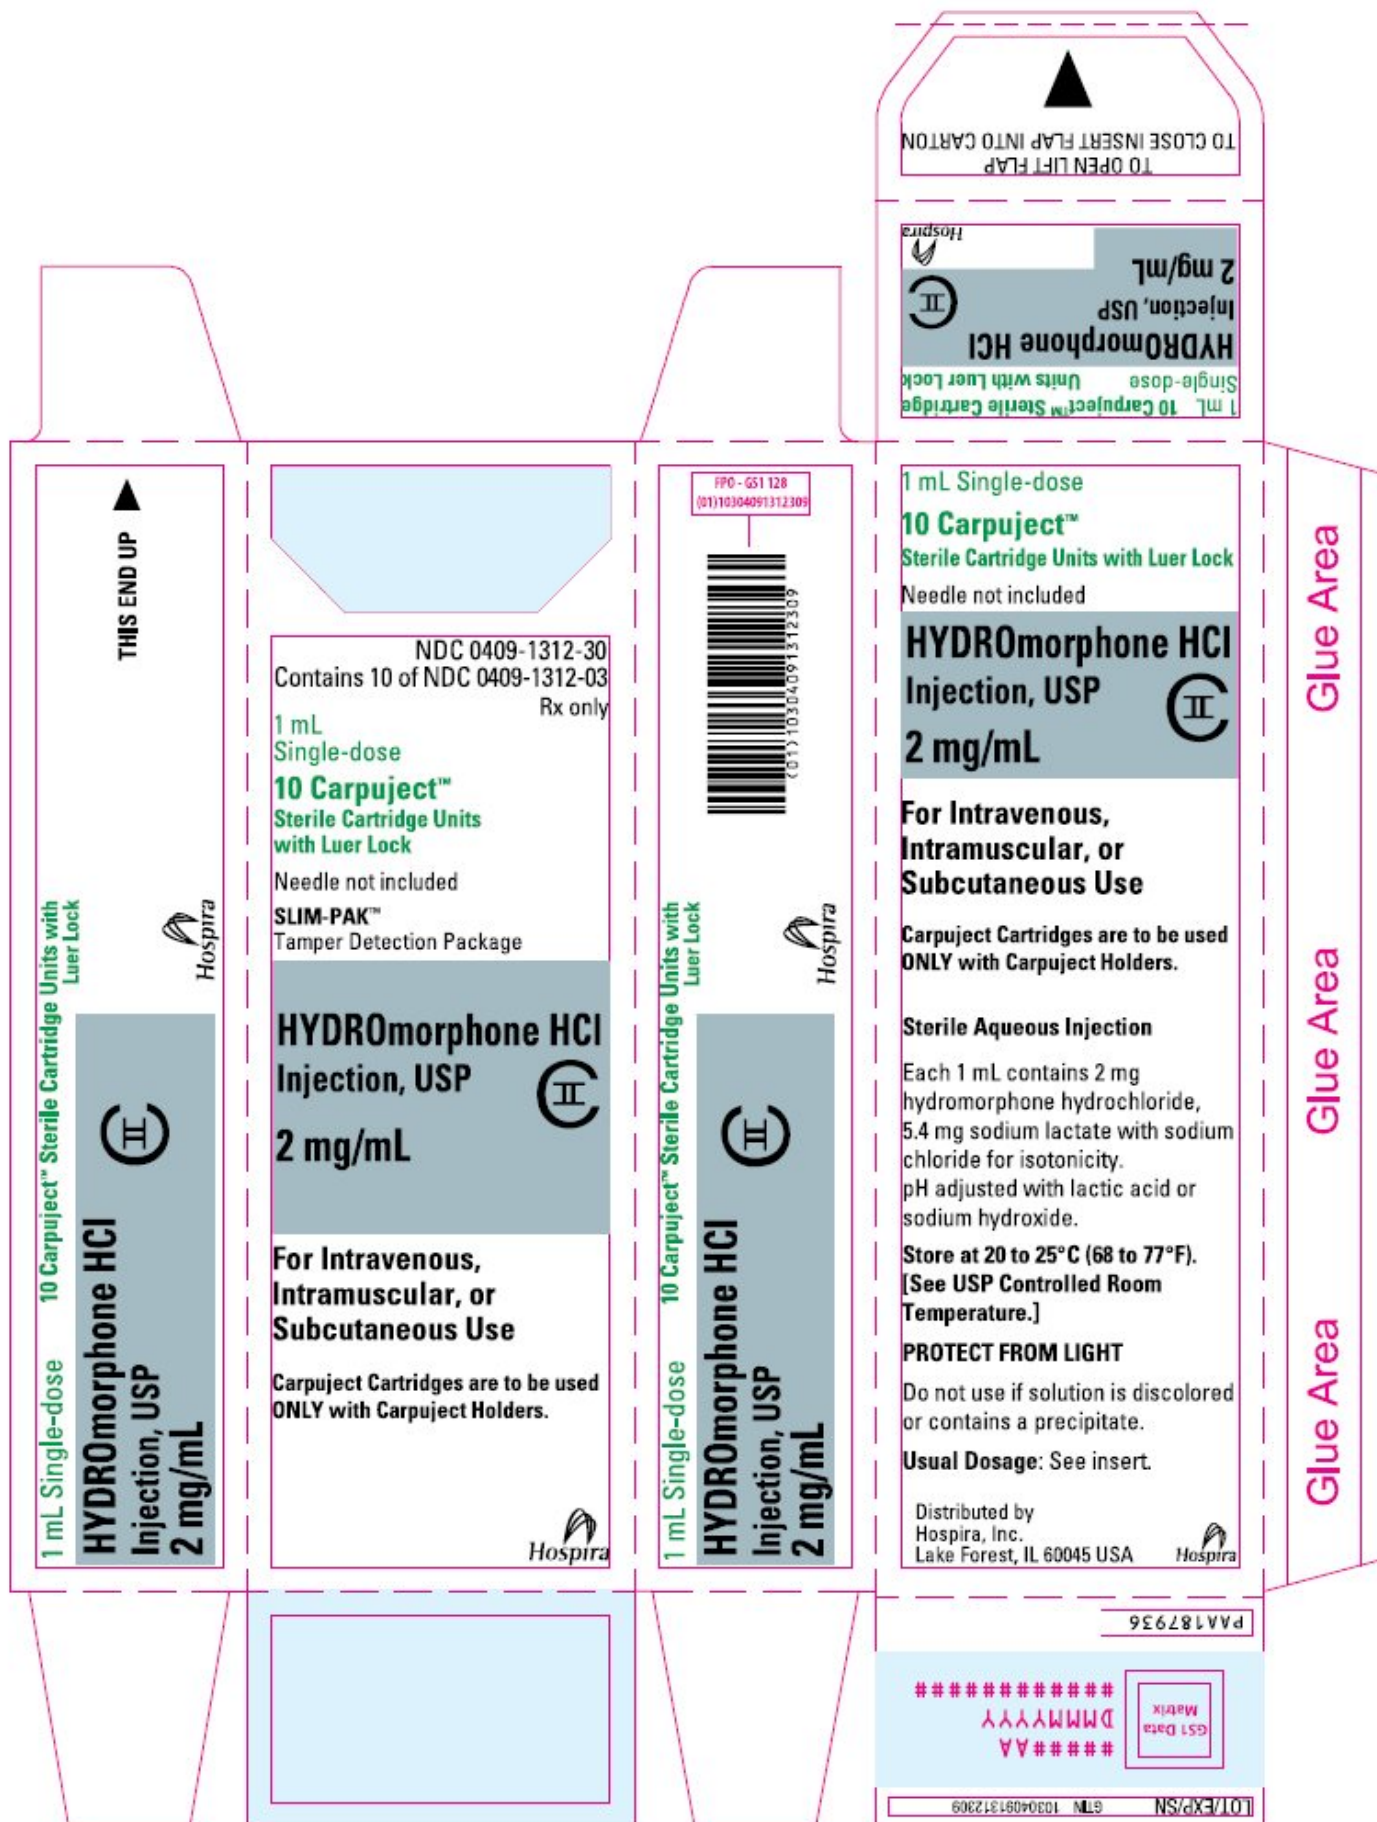 TO CLOSE INSERT FLAP INTO CARTON
TO OPEN LIFT FLAP
1 mL 10 Carpuject™ Sterile Cartridge
Single-dose Units with Luer Lock
HYDROmorphone HCl
Injection, USP
CII
2 mg/mL
Hospira
THIS END UP
1 mL Single-dose 10 Carpuject™ Sterile Cartridge Units with
Luer Lock
HYDROmorphone HCl
Injection, USP
2 mg/mL
CII
Hospira
NDC 0409-1312-30
Contains 10 of NDC 0409-1312-03
Rx only
1 mL
Single-dose
10 Carpuject™
Sterile Cartridge Units
with Luer Lock
Needle not included
SLIM-PAK™
Tamper Detection Package
HYDROmorphone HCl
Injection, USP
CII
2 mg/mL
For Intravenous,
Intramuscular, or
Subcutaneous Use
Carpuject Cartridges are to be used
ONLY with Carpuject Holders.
Hospira
FPO - GS1 128
(01)10304091312309
(01)10304091312309
1 mL Single-dose 10 Carpuject™ Sterile Cartridge Units with
Luer Lock
HYDROmorphone HCl
Injection, USP
2 mg/mL
CII
Hospira
1 mL Single-dose
10 Carpuject™
Sterile Cartridge Units with Luer Lock
Needle not included
HYDROmorphone HCl
Injection, USP
CII
2 mg/mL
For Intravenous,
Intramuscular, or
Subcutaneous Use
Carpuject Cartridges are to be used
ONLY with Carpuject Holders.
Sterile Aqueous Injection
Each 1 mL contains 2 mg
hydromorphone hydrochloride,
5.4 mg sodium lactate with sodium
chloride for isotonicity.
pH adjusted with lactic acid or
sodium hydroxide.
Store at 20 to 25°C (68 to 77°F).
[See USP Controlled Room
Temperature.]
PROTECT FROM LIGHT
Do not use if solution is discolored
or contains a precipitate.
Usual Dosage: See insert.
Distributed by
Hospira, Inc.
Lake Forest, IL 60045 USA
Hospira
Glue Area
Glue Area
Glue Area
PAA187936
LOT/EXP/SN GTIN 10304091312309
GS1 Data
Matrix
#####AA
DMMMYYYY
############